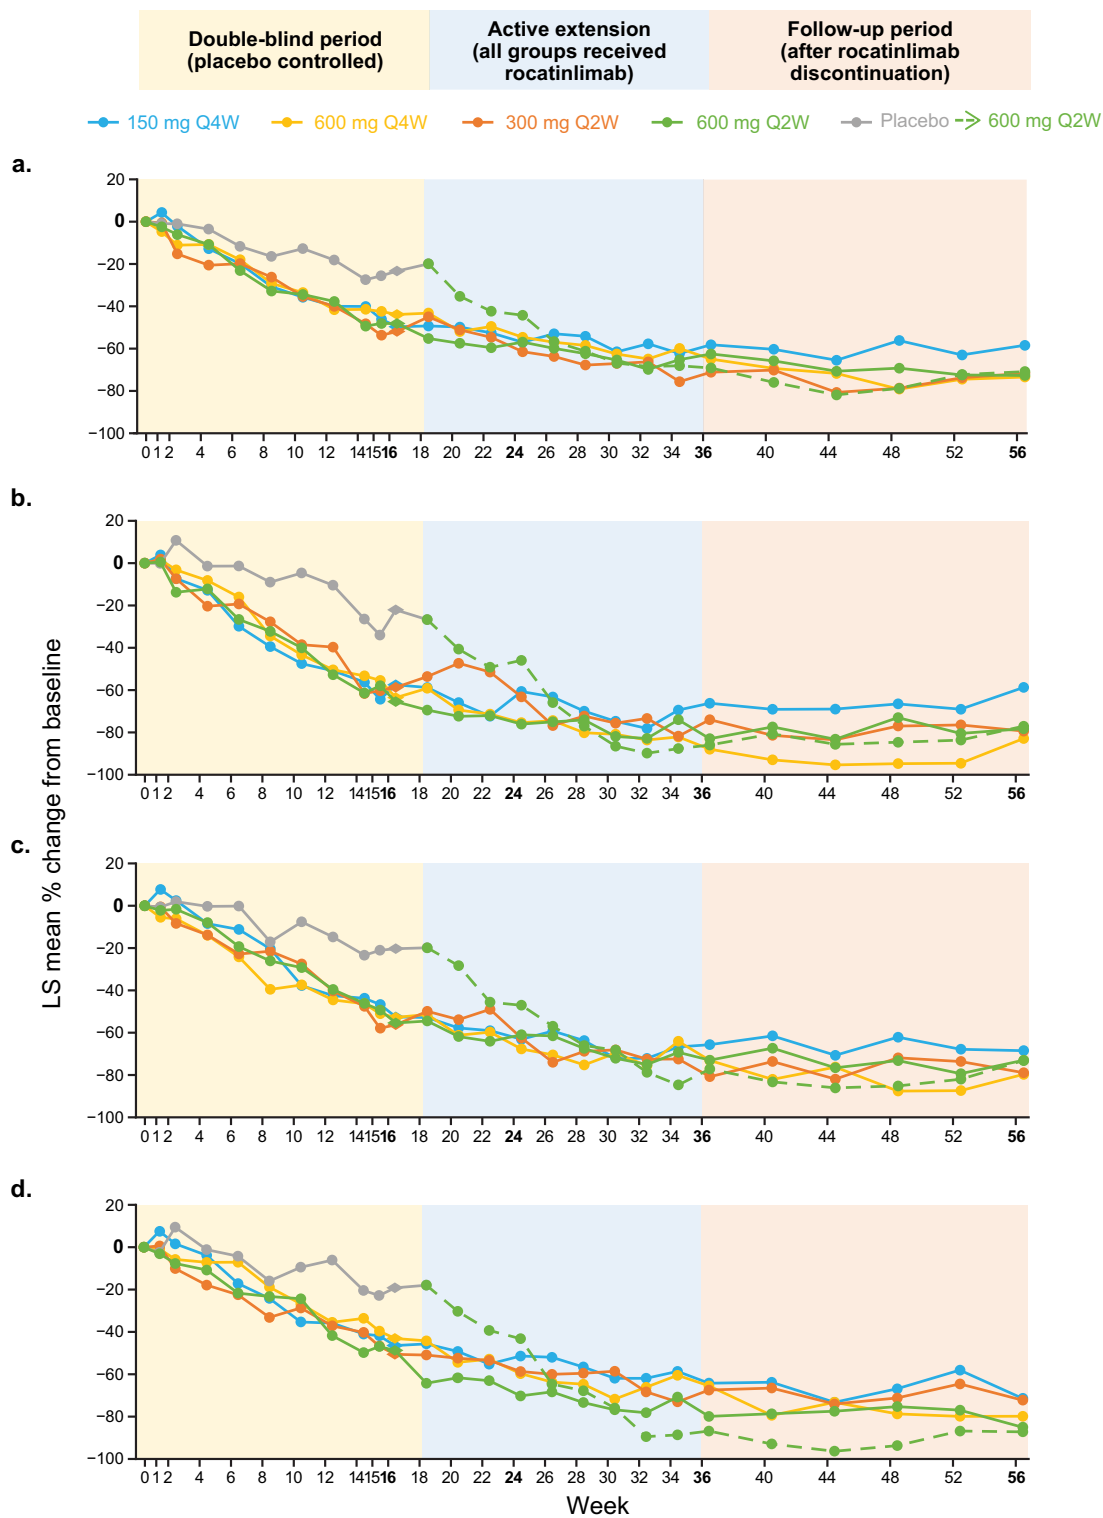 Double-blind period
(placebo controlled)
Active extension
(all groups received
rocatinlimab)
Follow-up period
(after rocatinlimab
discontinuation)
150 mg Q4W 600 mg Q4W 300 mg Q2W 600 mg Q2W Placebo 600 mg Q2W
a.
20
0
−20
−40
−60
−80
−100
0 1 2 4 6 8 10 12 14 15 16 18 20 22 24 26 28 30 32 34 36 40 44 48 52 56
b.
20
0
−20
−40
−60
−80
−100
0 1 2 4 6 8 10 12 14 15 16 18 20 22 24 26 28 30 32 34 36 40 44 48 52 56
LS mean % change from baseline
c.
20
0
−20
−40
−60
−80
−100
0 1 2 4 6 8 10 12 14 15 16 18 20 22 24 26 28 30 32 34 36 40 44 48 52 56
d.
20
0
−20
−40
−60
−80
−100
0 1 2 4 6 8 10 12 14 15 16 18 20 22 24 26 28 30 32 34 36 40 44 48 52 56
Week